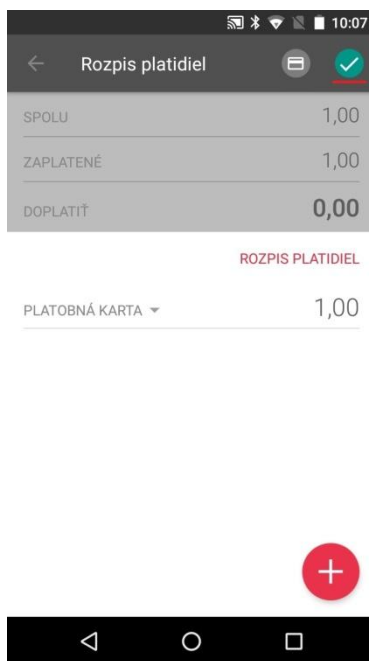 10:07
Rozpis platidiel
SPOLU 1,00
ZAPLATENÉ 1,00
DOPLATIŤ 0,00
ROZPIS PLATIDIEL
PLATOBNÁ KARTA 1,00